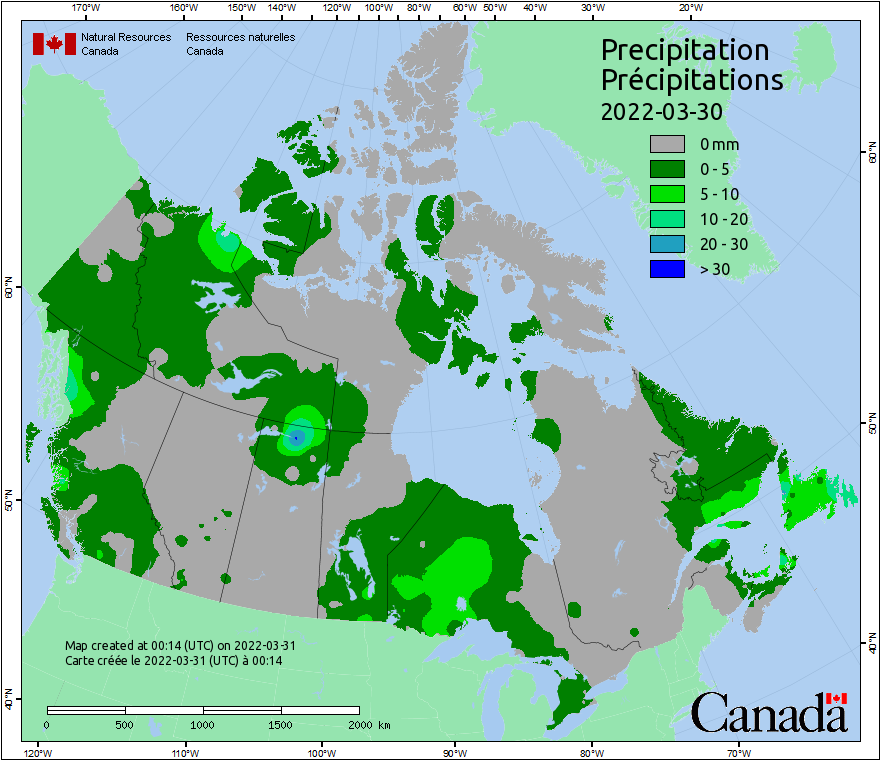 170°W 160°W 150°W 140°W 130°W 120°W 110°W 100°W 90°W 80°W 60°W 50°W 40°W 30°W 20°W
Natural Resources Canada
Ressources naturelles Canada
Precipitation
Précipitations
2022-03-30
0 mm
0 - 5
5 - 10
10 - 20
20 - 30
> 30
60°N
50°N
40°N
60°N
50°N
40°N
Map created at 00:14 (UTC) on 2022-03-31
Carte créée le 2022-03-31 (UTC) à 00:14
0 500 1000 1500 2000 km
Canada
120°W 110°W 100°W 90°W 80°W 70°W